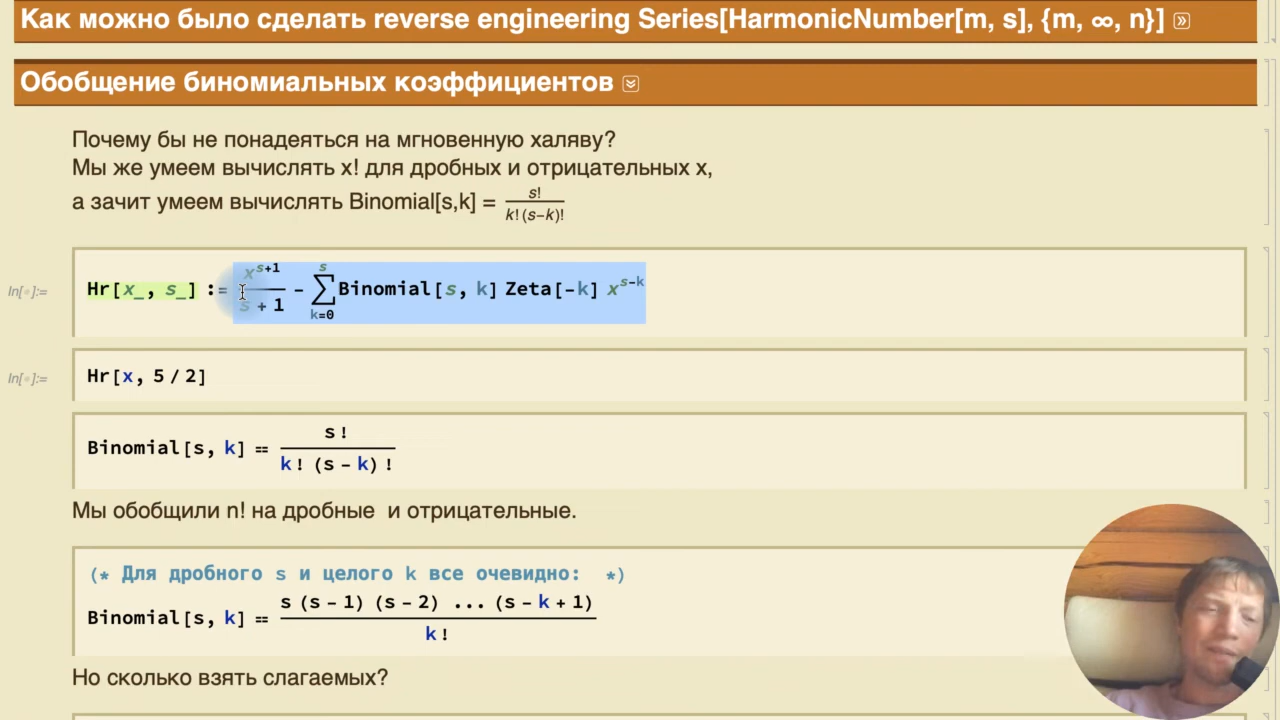 Как можно было сделать reverse engineering Series[HarmonicNumber[m, s], {m, ∞, n}]
Обобщение биномиальных коэффициентов
Почему бы не понадеяться на мгновенную халяву?
Мы же умеем вычислять x! для дробных и отрицательных x,
а зачит умеем вычислять Binomial[s,k] = s! / k! (s-k)!
In[◦]:= Hr[x_, s_] := x^(s+1) / (s + 1) - ∑_(k=0)^s Binomial[s, k] Zeta[-k] x^(s-k)
In[◦]:= Hr[x, 5 / 2]
Binomial[s, k] == s! / k! (s - k)!
Мы обобщили n! на дробные и отрицательные.
(* Для дробного s и целого k все очевидно: *)
Binomial[s, k] == s (s - 1) (s - 2) ... (s - k + 1) / k!
Но сколько взять слагаемых?